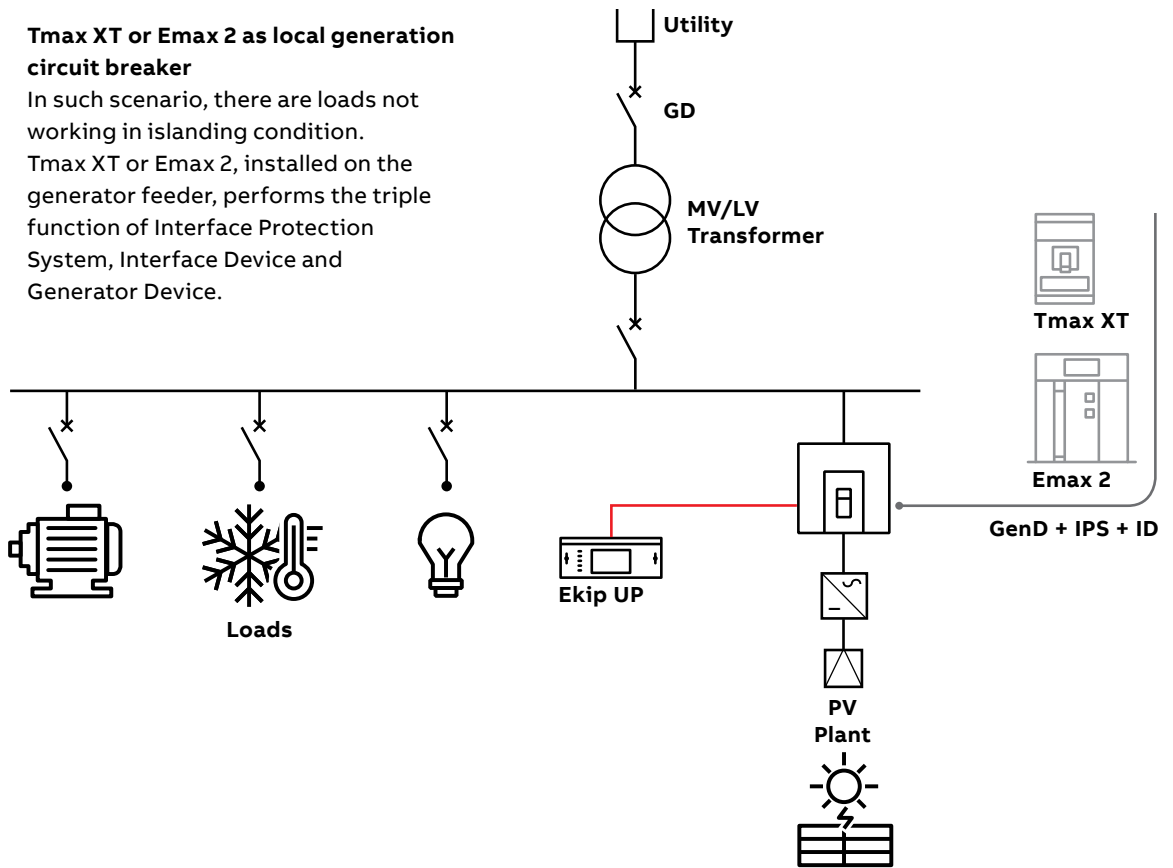 Tmax XT or Emax 2 as local generation
circuit breaker
In such scenario, there are loads not
working in islanding condition.
Tmax XT or Emax 2, installed on the
generator feeder, performs the triple
function of Interface Protection
System, Interface Device and
Generator Device.
Utility
GD
MV/LV
Transformer
Tmax XT
Emax 2
GenD + IPS + ID
Ekip UP
Loads
PV
Plant